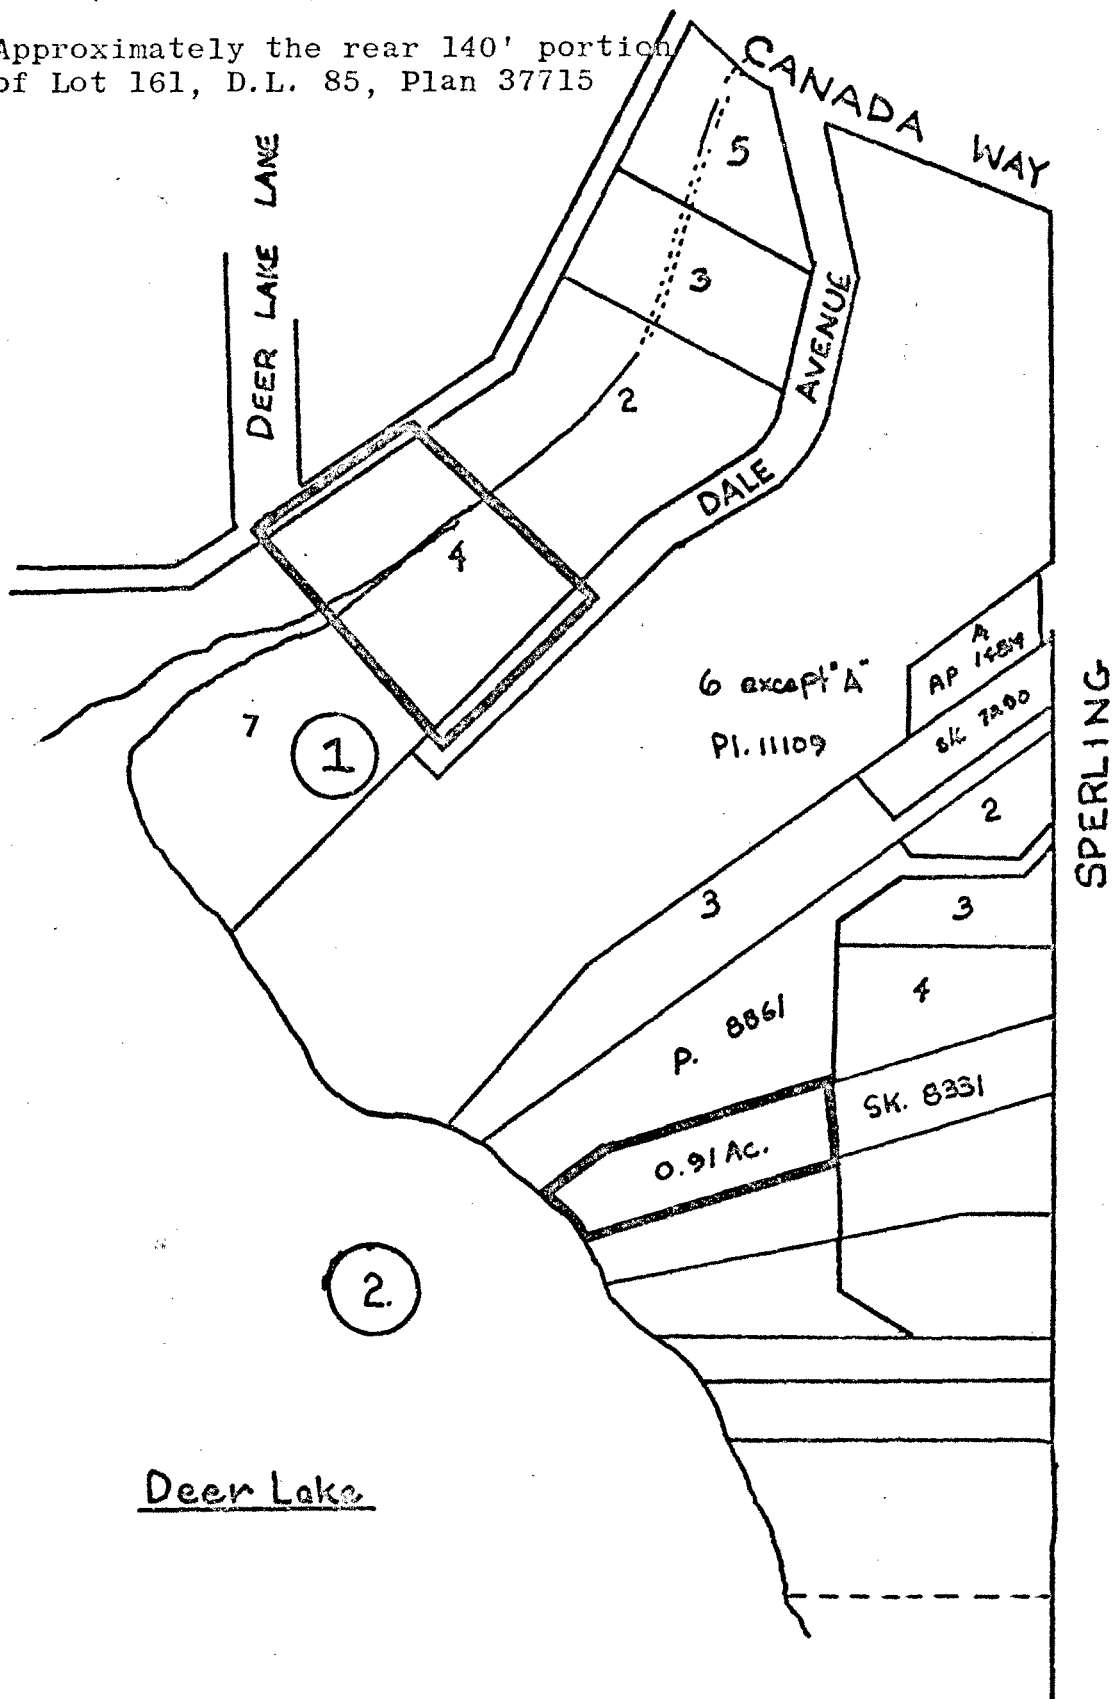 Approximately the rear 140' portion
of Lot 161, D.L. 85, Plan 37715
CANADA WAY
DEER LAKE LANE
5
3
AVENUE
2
DALE
4
A
AP 14814
6 except "A"
SK 7290
Pl. 11109
7
1
2
SPERLING
3
3
4
P. 8861
SK. 8331
0.91 Ac.
2.
Deer Lake